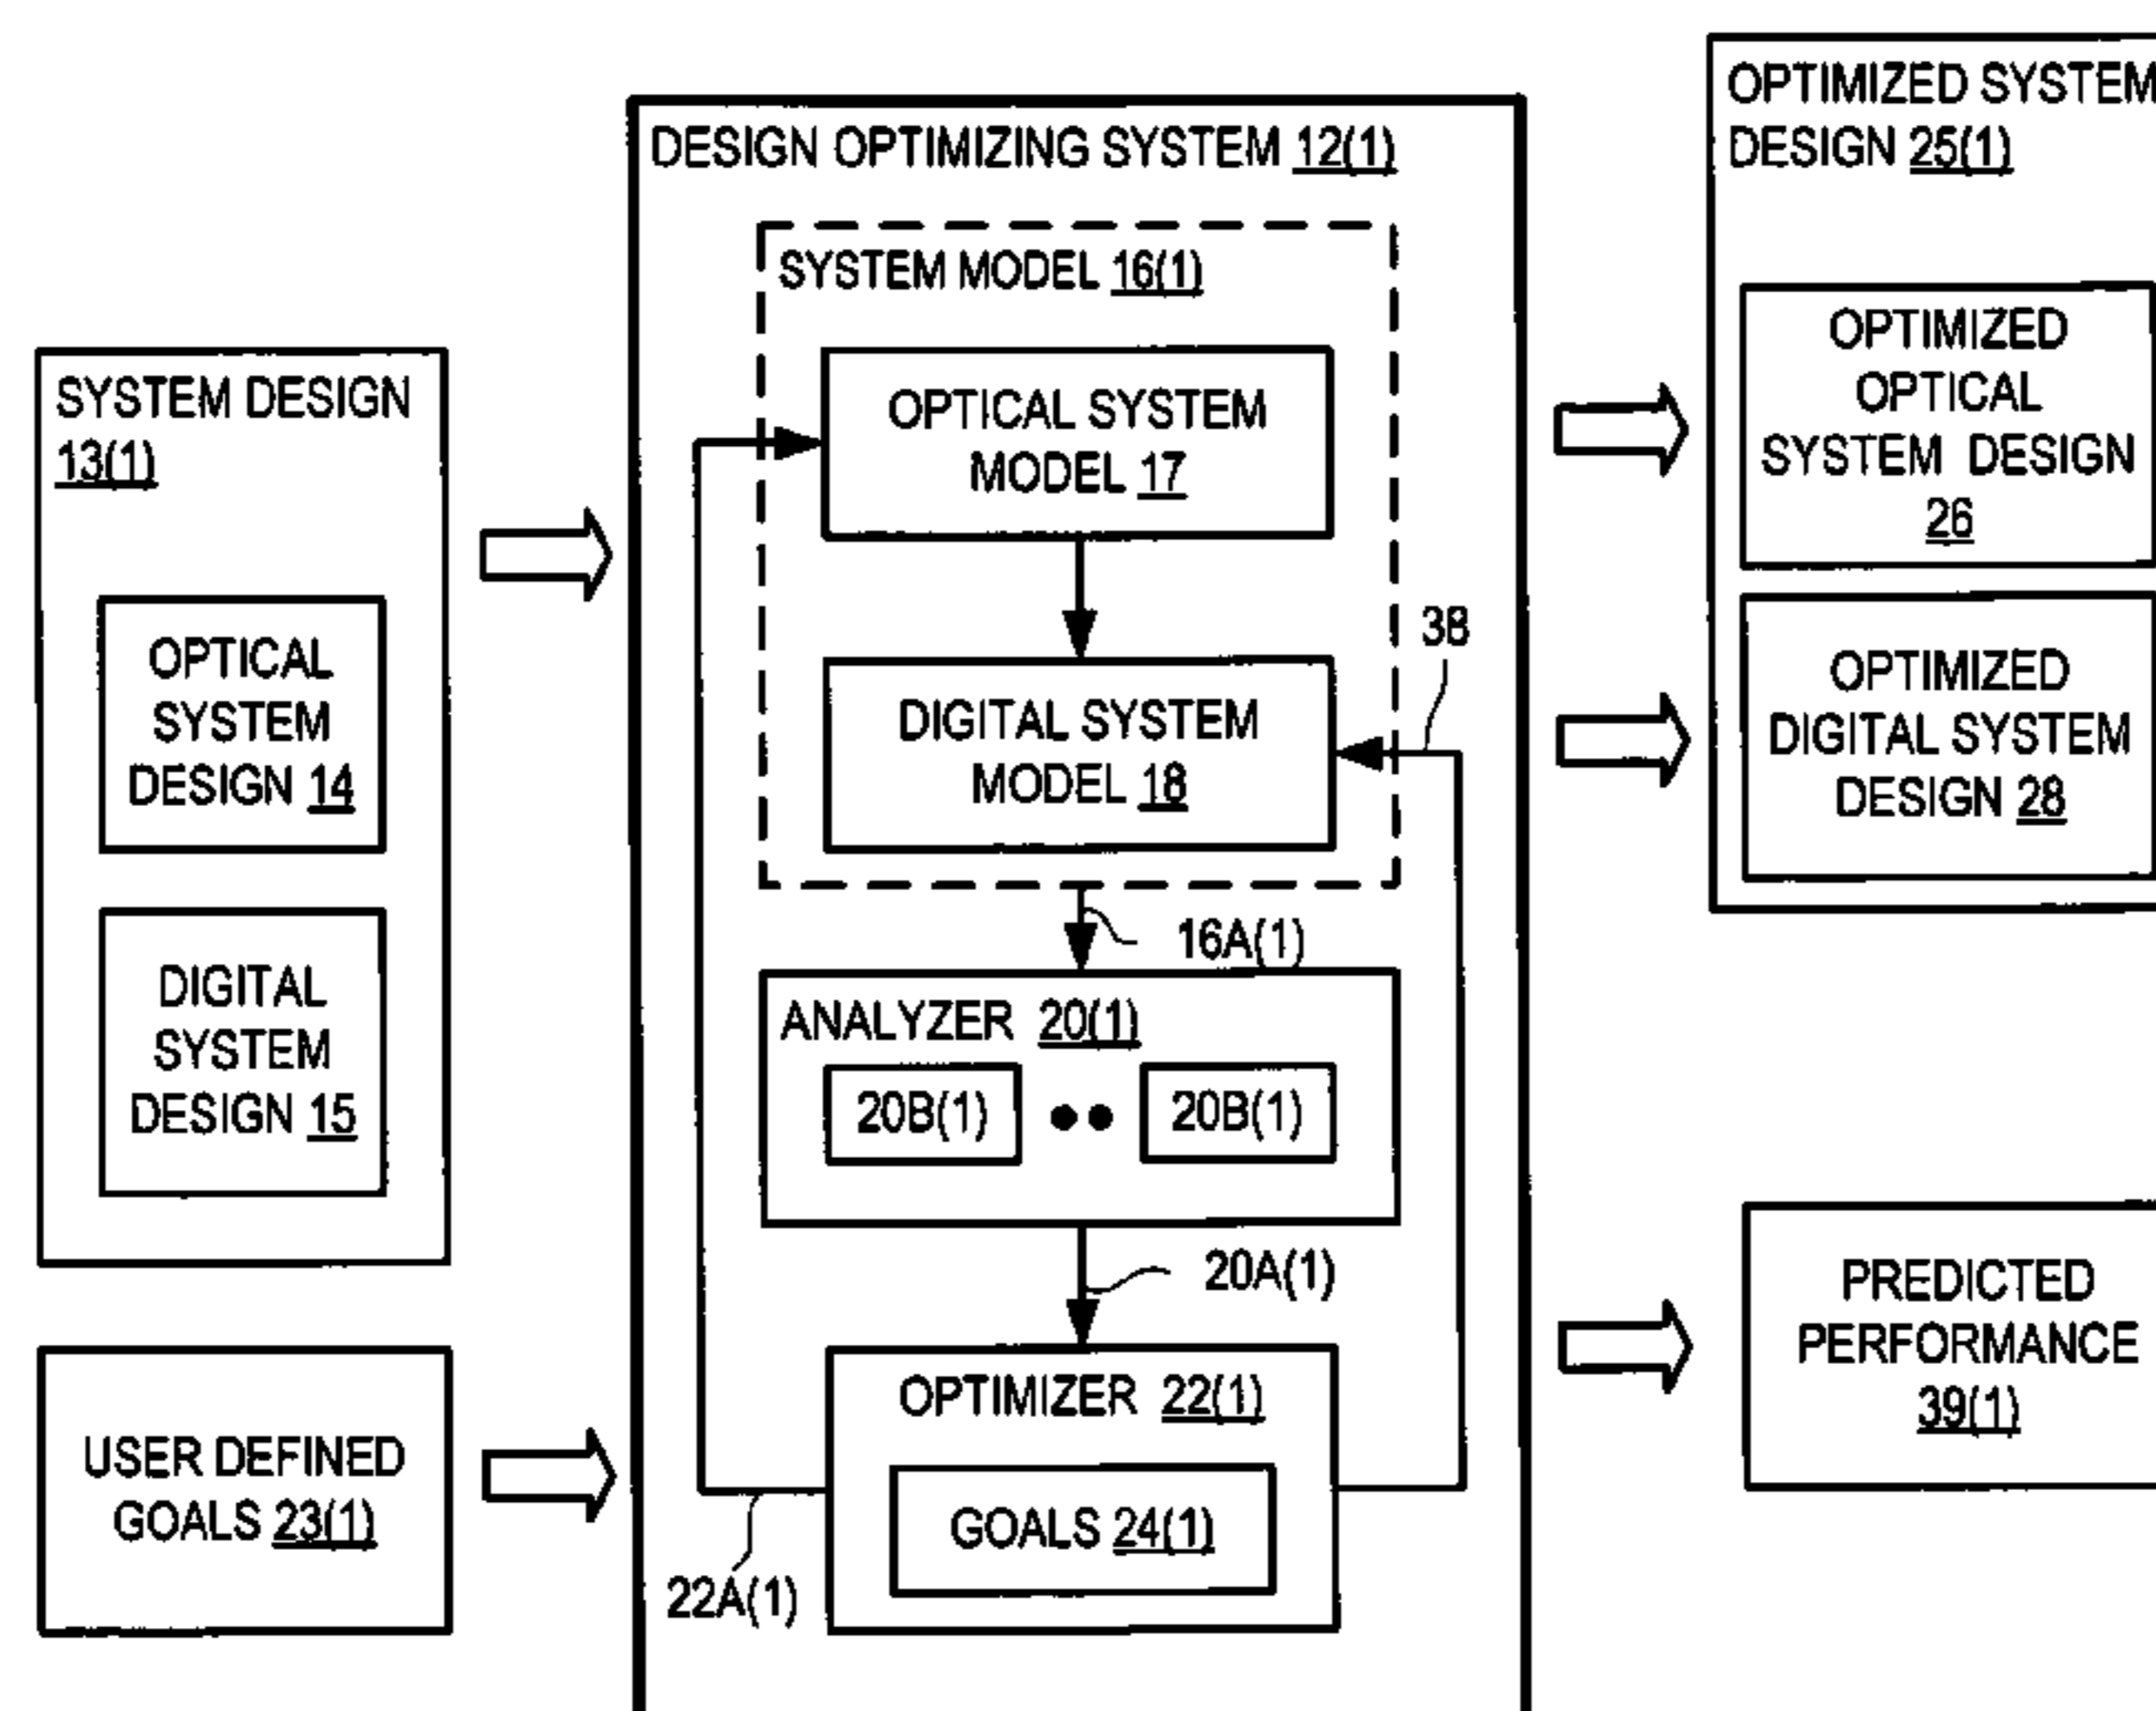 SYSTEM DESIGN
13(1)
OPTICAL
SYSTEM
DESIGN 14
DIGITAL
SYSTEM
DESIGN 15
USER DEFINED
GOALS 23(1)
DESIGN OPTIMIZING SYSTEM 12(1)
SYSTEM MODEL 16(1)
OPTICAL SYSTEM
MODEL 17
DIGITAL SYSTEM
MODEL 18
38
16A(1)
ANALYZER 20(1)
20B(1)
20B(1)
20A(1)
OPTIMIZER 22(1)
GOALS 24(1)
22A(1)
OPTIMIZED SYSTEM
DESIGN 25(1)
OPTIMIZED
OPTICAL
SYSTEM DESIGN
26
OPTIMIZED
DIGITAL SYSTEM
DESIGN 28
PREDICTED
PERFORMANCE
39(1)